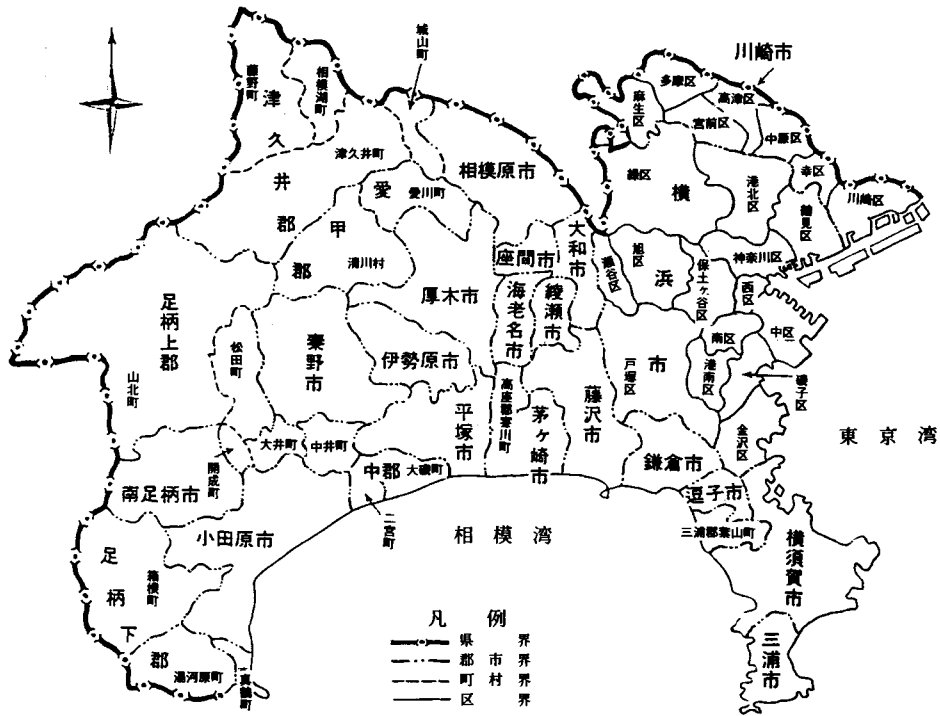 城山町
川崎市
藤野町
津久井郡
相模湖町
多摩区
麻生区
高津区
宮前区
中原区
津久井町
相模原市
幸区
川崎区
緑区
横浜市
港北区
鶴見区
愛甲郡
愛川町
清川村
大和市
座間市
瀬谷区
旭区
保土ヶ谷区
神奈川区
西区
中区
南区
港南区
磯子区
足柄上郡
厚木市
海老名市
綾瀬市
松田町
秦野市
伊勢原市
戸塚区
山北町
高座郡寒川町
藤沢市
平塚市
茅ヶ崎市
金沢区
東京湾
大井町
中井町
開成町
中郡
大磯町
鎌倉市
南足柄市
二宮町
逗子市
小田原市
相模湾
三浦郡葉山町
横須賀市
足柄下郡
箱根町
湯河原町
真鶴町
三浦市
凡例
県界
郡市界
町村界
区界